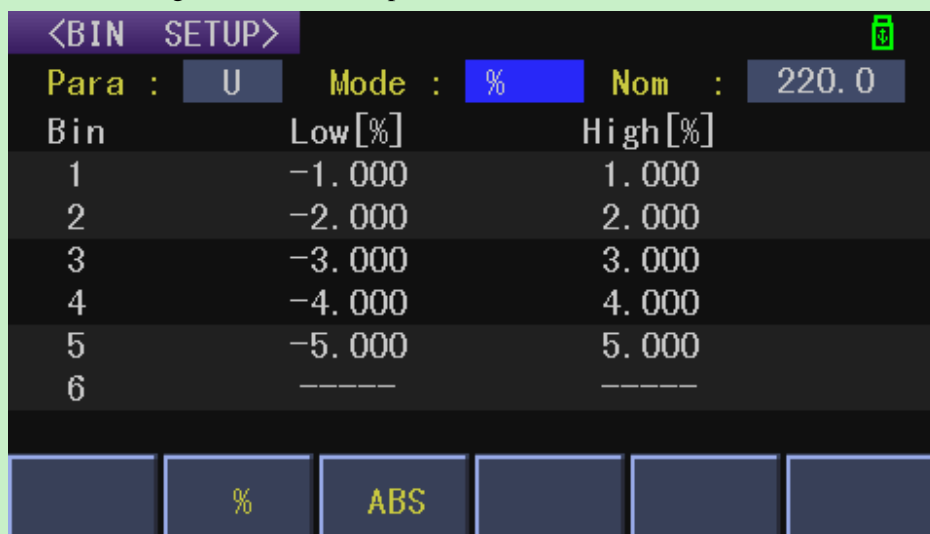 <BIN SETUP>
Para : U Mode : % Nom : 220.0
Bin Low[%] High[%]
1 -1.000 1.000
2 -2.000 2.000
3 -3.000 3.000
4 -4.000 4.000
5 -5.000 5.000
6 ----- -----
% ABS